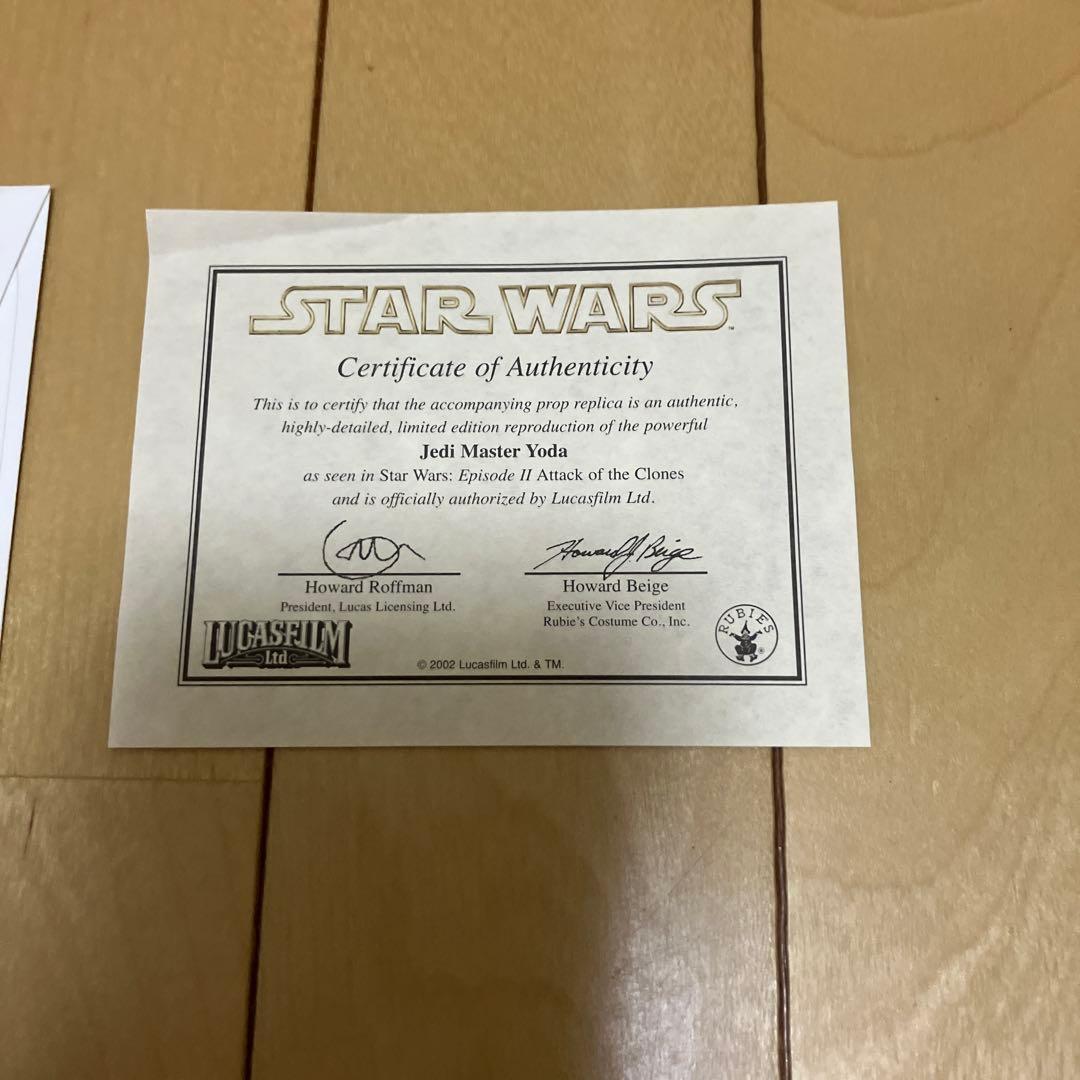 STAR WARS™
Certificate of Authenticity
This is to certify that the accompanying prop replica is an authentic,
highly-detailed, limited edition reproduction of the powerful
Jedi Master Yoda
as seen in Star Wars: Episode II Attack of the Clones
and is officially authorized by Lucasfilm Ltd.
Howard J. Beige
Howard Roffman
President, Lucas Licensing Ltd.
Howard Beige
Executive Vice President
Rubie's Costume Co., Inc.
LUCASFILM
Ltd
© 2002 Lucasfilm Ltd. & TM.
RUBIES ®